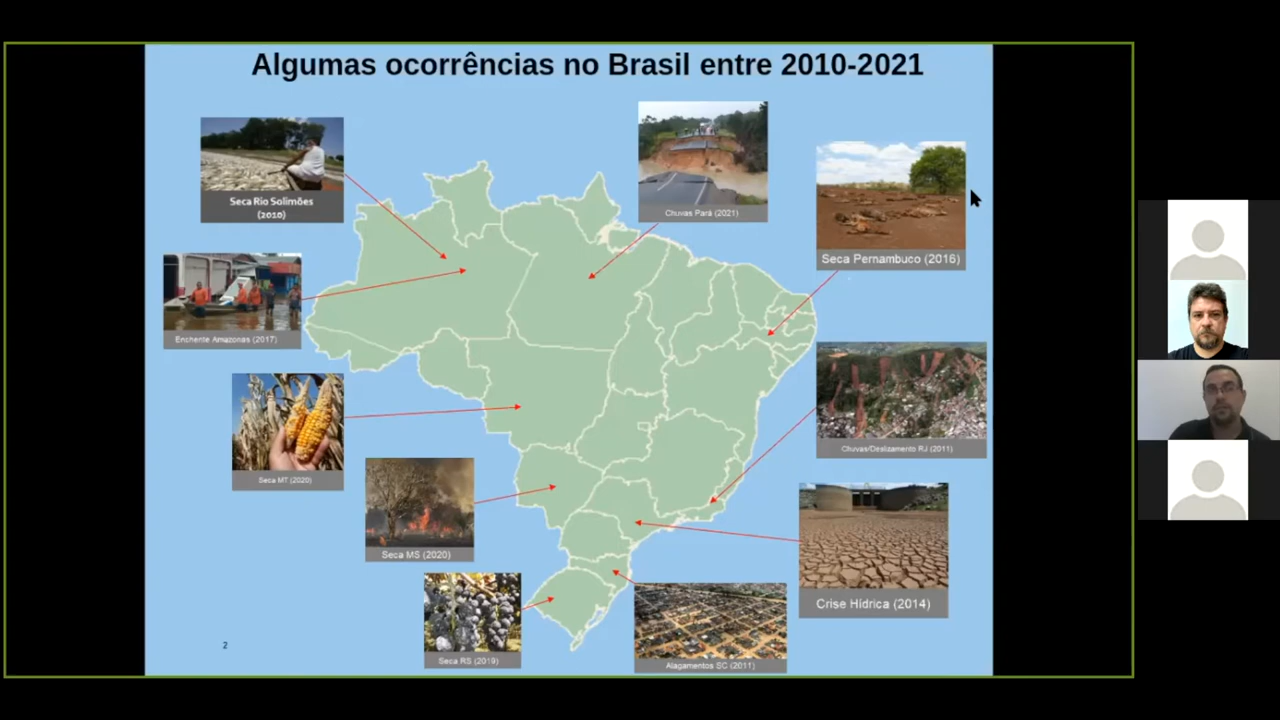 Algumas ocorrências no Brasil entre 2010-2021
Seca Rio Solimões
(2010)
Chuvas Pará (2021)
Seca Pernambuco (2016)
Enchente Amazonas (2017)
Chuvas/Deslizamento RJ (2011)
Seca MT (2020)
Seca MS (2020)
Crise Hídrica (2014)
Seca RS (2019)
Alagamentos SC (2011)
2